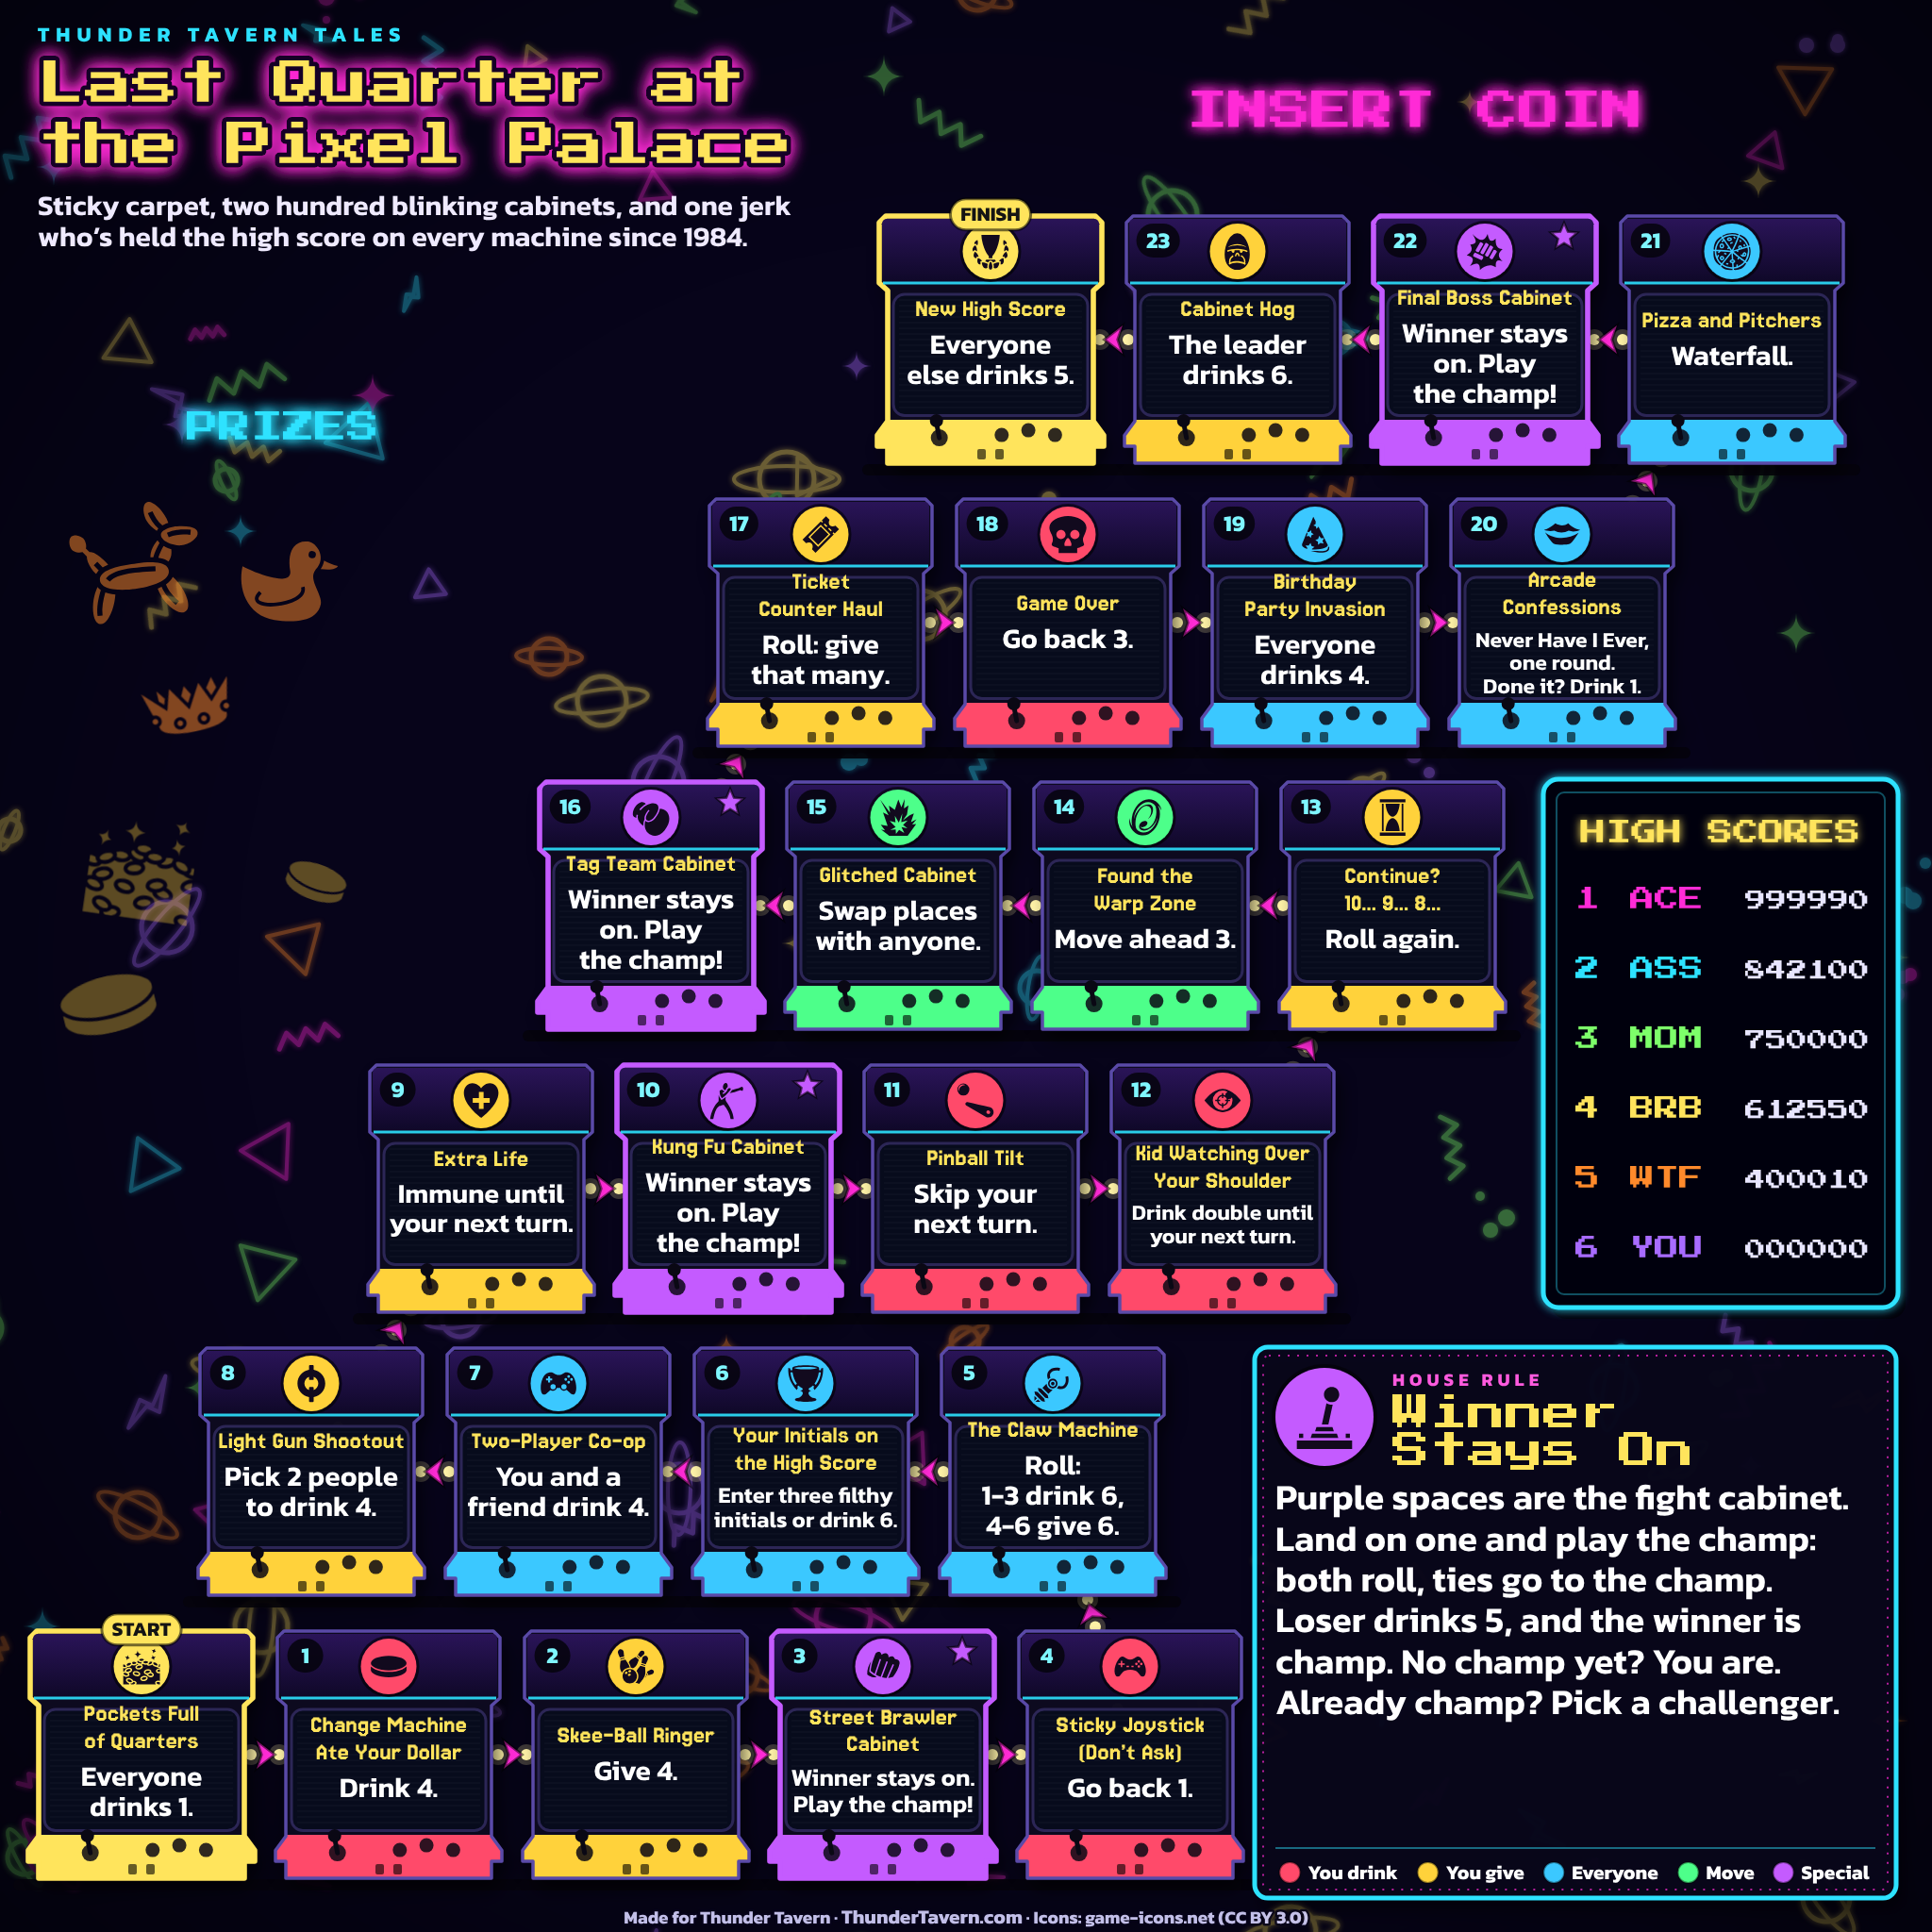 THUNDER TAVERN TALES
Last Quarter at
the Pixel Palace
Sticky carpet, two hundred blinking cabinets, and one jerk
who's held the high score on every machine since 1984.
INSERT COIN
PRIZES
FINISH
New High Score
Everyone
else drinks 5.
23
Cabinet Hog
The leader
drinks 6.
22
Final Boss Cabinet
Winner stays
on. Play
the champ!
21
Pizza and Pitchers
Waterfall.
17
Ticket
Counter Haul
Roll: give
that many.
18
Game Over
Go back 3.
19
Birthday
Party Invasion
Everyone
drinks 4.
20
Arcade
Confessions
Never Have I Ever,
one round.
Done it? Drink 1.
16
Tag Team Cabinet
Winner stays
on. Play
the champ!
15
Glitched Cabinet
Swap places
with anyone.
14
Found the
Warp Zone
Move ahead 3.
13
Continue?
10... 9... 8...
Roll again.
HIGH SCORES
1 ACE 999990
2 ASS 842100
3 MOM 750000
4 BRB 612550
5 WTF 400010
6 YOU 000000
9
Extra Life
Immune until
your next turn.
10
Kung Fu Cabinet
Winner stays
on. Play
the champ!
11
Pinball Tilt
Skip your
next turn.
12
Kid Watching Over
Your Shoulder
Drink double until
your next turn.
8
Light Gun Shootout
Pick 2 people
to drink 4.
7
Two-Player Co-op
You and a
friend drink 4.
6
Your Initials on
the High Score
Enter three filthy
initials or drink 6.
5
The Claw Machine
Roll:
1–3 drink 6,
4–6 give 6.
START
Pockets Full
of Quarters
Everyone
drinks 1.
1
Change Machine
Ate Your Dollar
Drink 4.
2
Skee-Ball Ringer
Give 4.
3
Street Brawler
Cabinet
Winner stays on.
Play the champ!
4
Sticky Joystick
(Don't Ask)
Go back 1.
HOUSE RULE
Winner
Stays On
Purple spaces are the fight cabinet.
Land on one and play the champ:
both roll, ties go to the champ.
Loser drinks 5, and the winner is
champ. No champ yet? You are.
Already champ? Pick a challenger.
You drink You give Everyone Move Special
Made for Thunder Tavern · ThunderTavern.com · Icons: game-icons.net (CC BY 3.0)